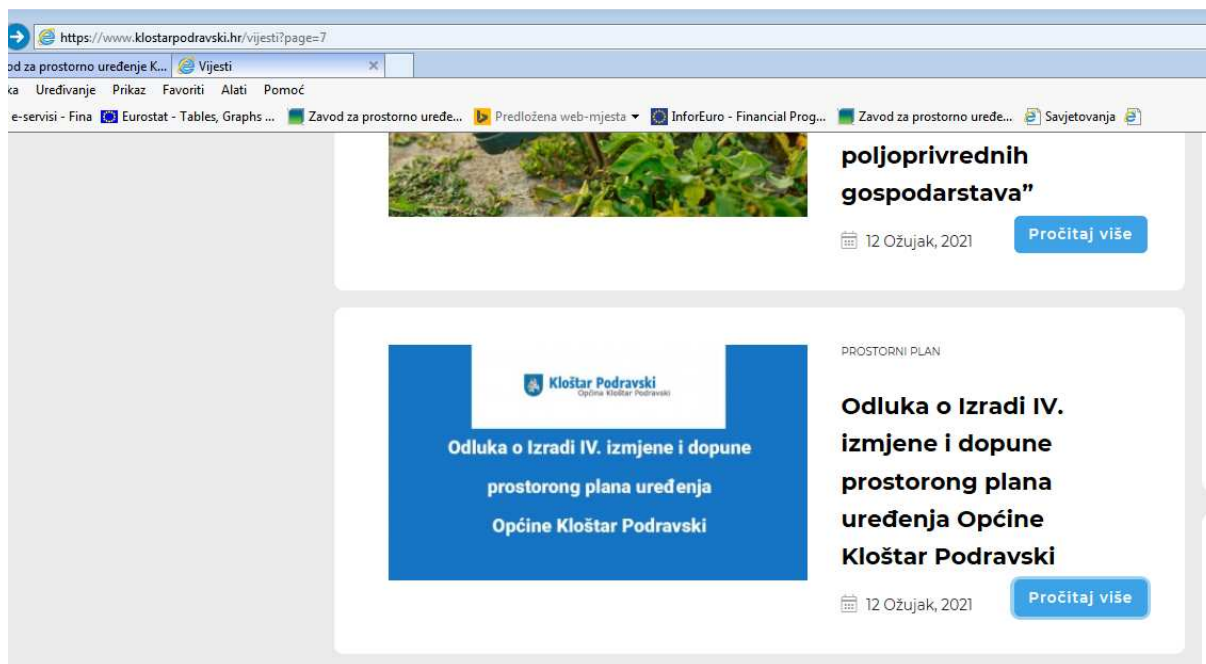 https://www.klostarpodravski.hr/vijesti?page=7
od za prostorno uređenje K... Vijesti
ka Uređivanje Prikaz Favoriti Alati Pomoć
e-servisi - Fina Eurostat - Tables, Graphs ... Zavod za prostorno uređe... Predložena web-mjesta InforEuro - Financial Prog... Zavod za prostorno uređe... Savjetovanja
poljoprivrednih
gospodarstava”
12 Ožujak, 2021 Pročitaj više
Kloštar Podravski
Općina Kloštar Podravski
Odluka o Izradi IV. izmjene i dopune
prostorong plana uređenja
Općine Kloštar Podravski
PROSTORNI PLAN
Odluka o Izradi IV.
izmjene i dopune
prostorong plana
uređenja Općine
Kloštar Podravski
12 Ožujak, 2021 Pročitaj više